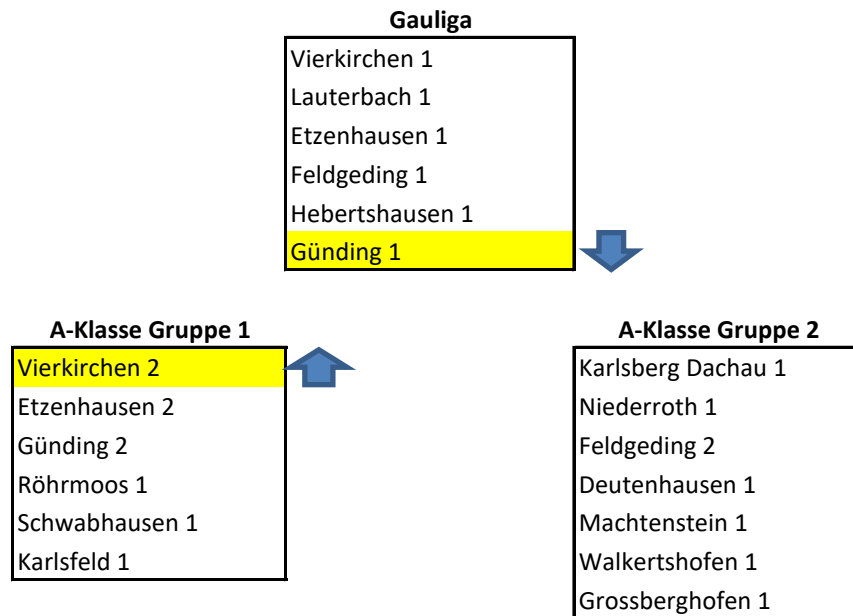 Gauliga
Vierkirchen 1
Lauterbach 1
Etzenhausen 1
Feldgeding 1
Hebertshausen 1
Günding 1
A-Klasse Gruppe 1
Vierkirchen 2
Etzenhausen 2
Günding 2
Röhrmoos 1
Schwabhausen 1
Karlsfeld 1
A-Klasse Gruppe 2
Karlsberg Dachau 1
Niederroth 1
Feldgeding 2
Deutenhausen 1
Machtenstein 1
Walkertshofen 1
Grossberghofen 1